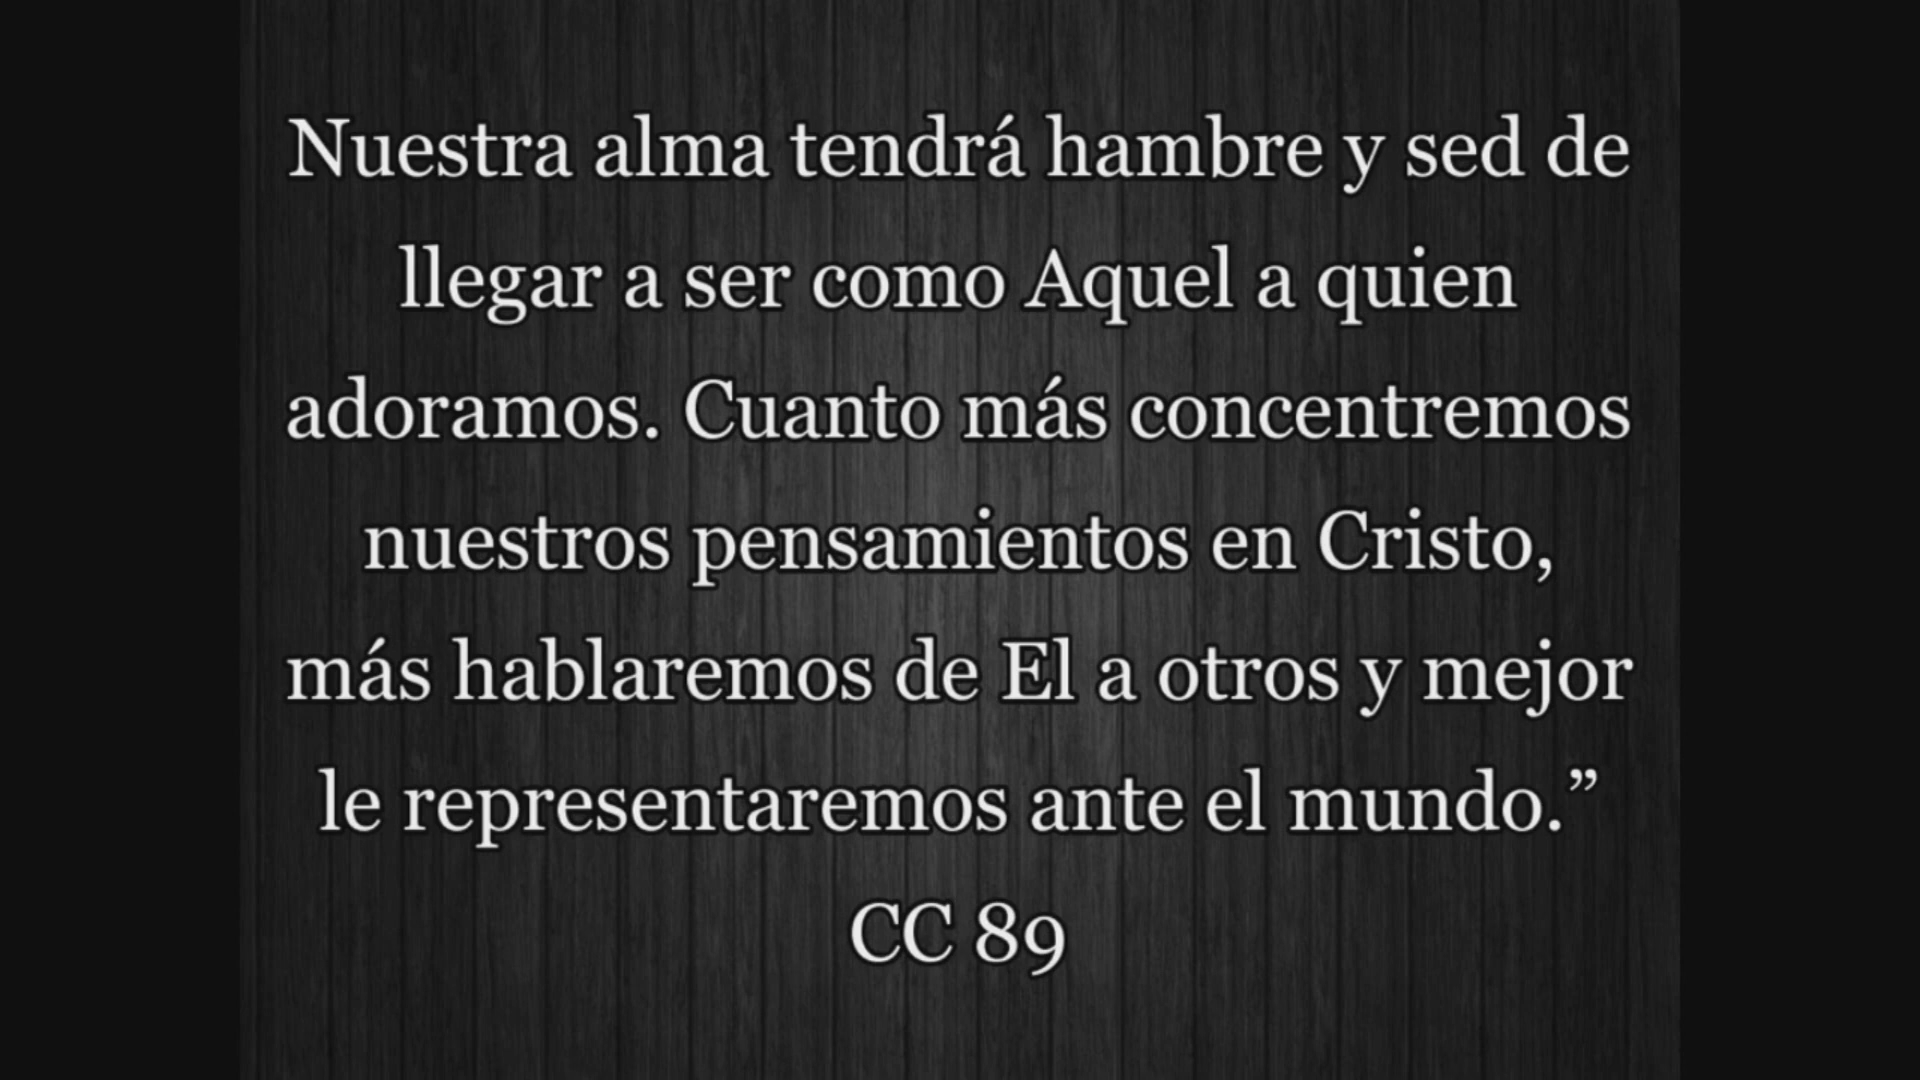 Nuestra alma tendrá hambre y sed de
llegar a ser como Aquel a quien
adoramos. Cuanto más concentremos
nuestros pensamientos en Cristo,
más hablaremos de El a otros y mejor
le representaremos ante el mundo.”
CC 89